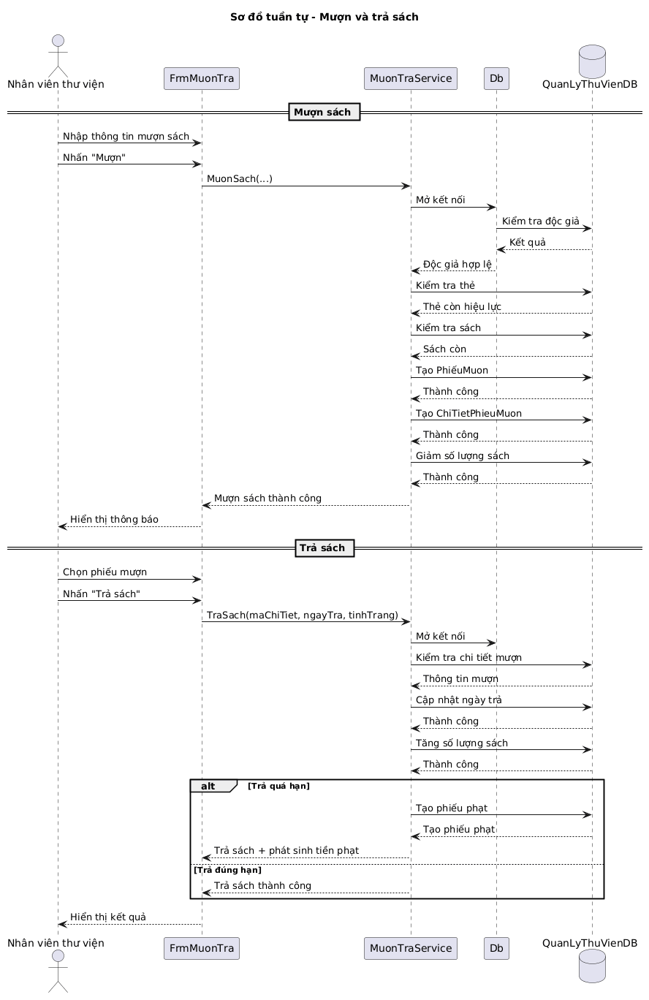 Sơ đồ tuần tự - Mượn và trả sách
Nhân viên thư viện
FrmMuonTra
MuonTraService
Db
QuanLyThuVienDB
Mượn sách
Nhập thông tin mượn sách
Nhấn "Mượn"
MuonSach(...)
Mở kết nối
Kiểm tra độc giả
Kết quả
Độc giả hợp lệ
Kiểm tra thẻ
Thẻ còn hiệu lực
Kiểm tra sách
Sách còn
Tạo PhiếuMuon
Thành công
Tạo ChiTietPhieuMuon
Thành công
Giảm số lượng sách
Thành công
Mượn sách thành công
Hiển thị thông báo
Trả sách
Chọn phiếu mượn
Nhấn "Trả sách"
TraSach(maChiTiet, ngayTra, tinhTrang)
Mở kết nối
Kiểm tra chi tiết mượn
Thông tin mượn
Cập nhật ngày trả
Thành công
Tăng số lượng sách
Thành công
alt [Trả quá hạn]
Tạo phiếu phạt
Tạo phiếu phạt
Trả sách + phát sinh tiền phạt
[Trả đúng hạn]
Trả sách thành công
Hiển thị kết quả
Nhân viên thư viện
FrmMuonTra
MuonTraService
Db
QuanLyThuVienDB